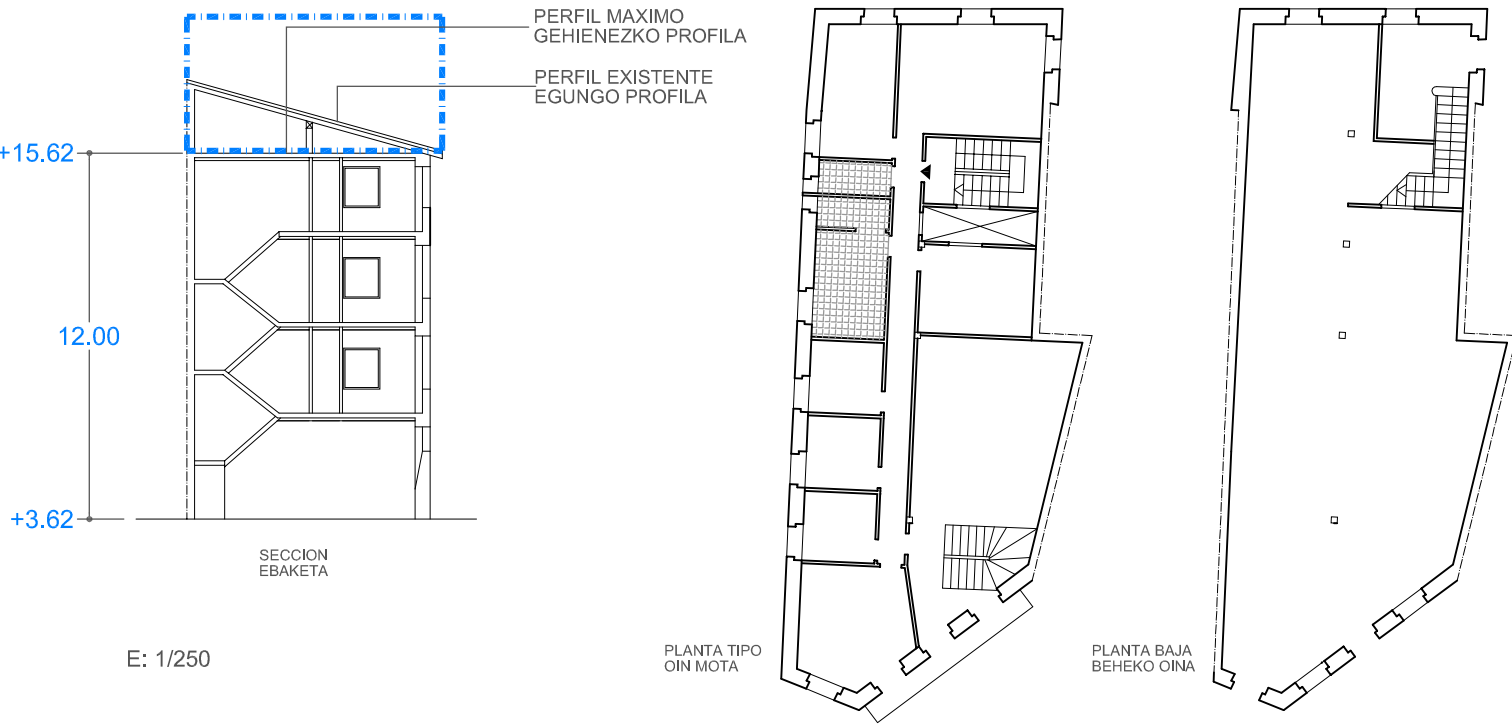 PERFIL MAXIMO
GEHIENEZKO PROFILA
PERFIL EXISTENTE
EGUNGO PROFILA
+15.62
12.00
+3.62
SECCION
EBAKETA
E: 1/250
PLANTA TIPO
OIN MOTA
PLANTA BAJA
BEHEKO OINA